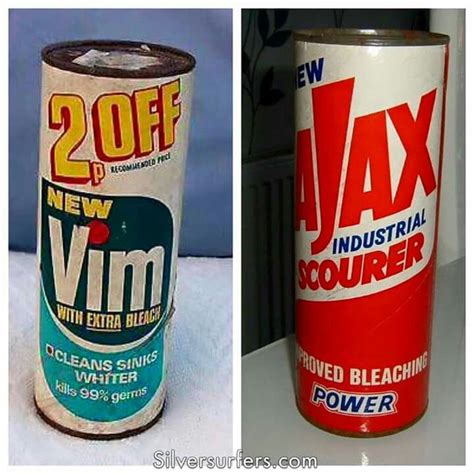 2p OFF
RECOMMENDED PRICE
NEW
Vim
WITH EXTRA BLEACH
CLEANS SINKS
WHITER
kills 99% germs
NEW
AJAX
INDUSTRIAL
SCOURER
PROVED BLEACHING
POWER
Silversurfers.com